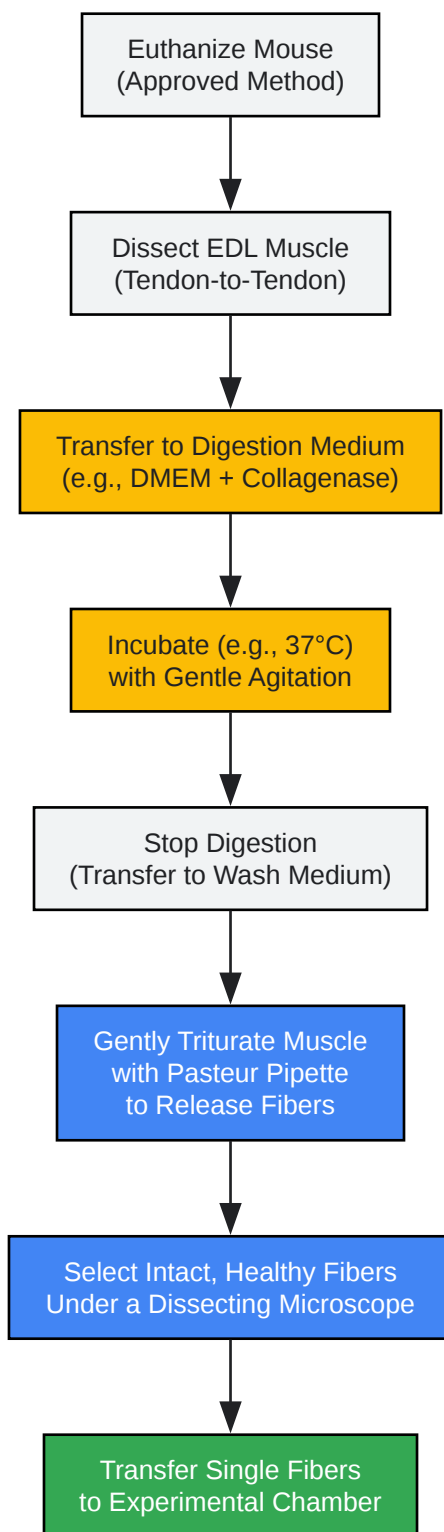 Euthanize Mouse
(Approved Method)
Dissect EDL Muscle
(Tendon-to-Tendon)
Transfer to Digestion Medium
(e.g., DMEM + Collagenase)
Incubate (e.g., 37°C)
with Gentle Agitation
Stop Digestion
(Transfer to Wash Medium)
Gently Triturate Muscle
with Pasteur Pipette
to Release Fibers
Select Intact, Healthy Fibers
Under a Dissecting Microscope
Transfer Single Fibers
to Experimental Chamber